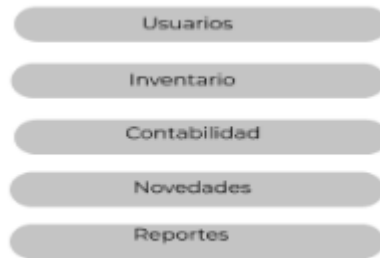 Usuarios
Inventario
Contabilidad
Novedades
Reportes